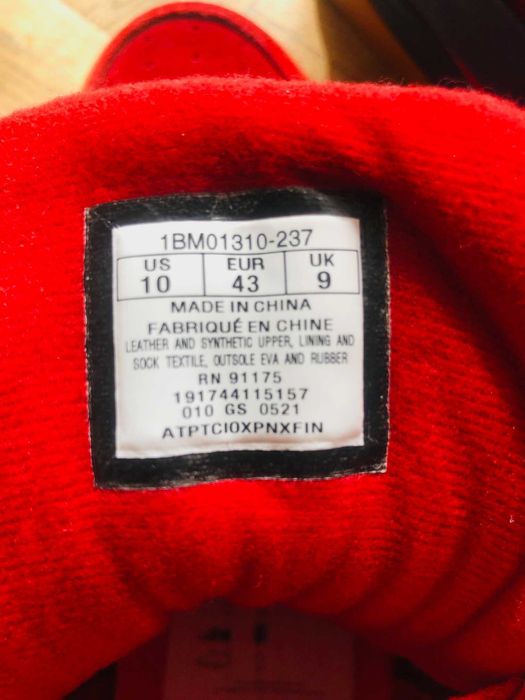 1BM01310-237
US EUR UK
10 43 9
MADE IN CHINA
FABRIQUÉ EN CHINE
LEATHER AND SYNTHETIC UPPER, LINING AND
SOCK TEXTILE, OUTSOLE EVA AND RUBBER
RN 91175
191744115157
010 GS 0521
ATPTCIOXPNXFIN